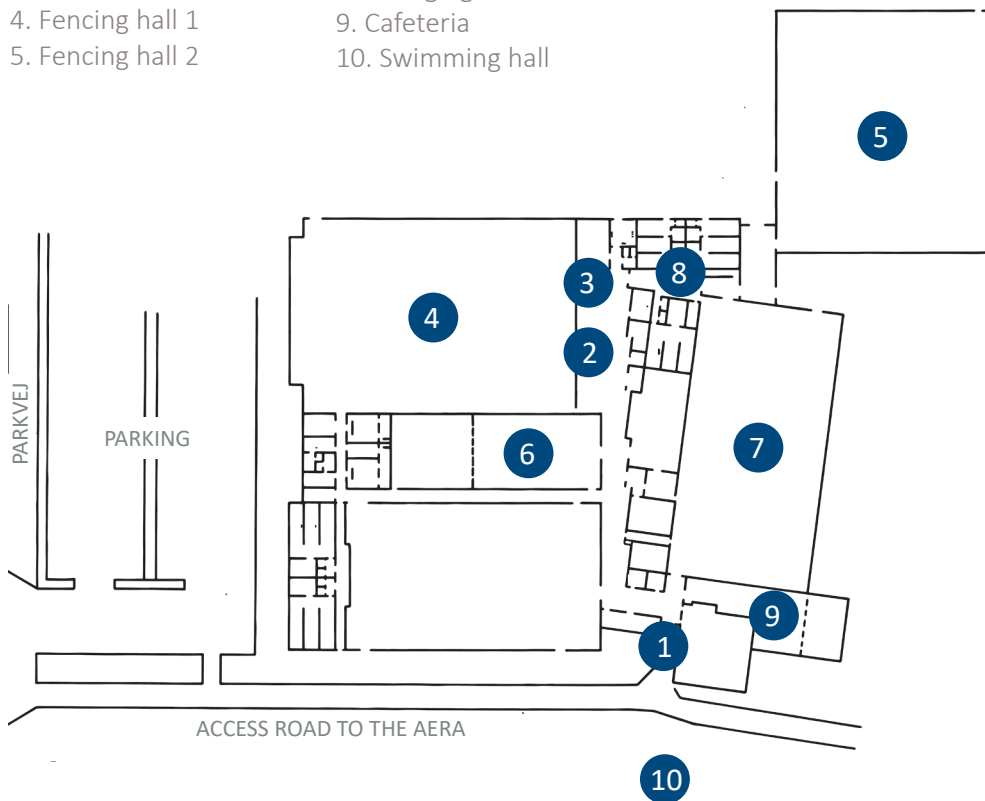 4. Fencing hall 1
5. Fencing hall 2
9. Cafeteria
10. Swimming hall
5
3
8
4
2
PARKVEJ
PARKING
6
7
9
1
ACCESS ROAD TO THE AERA
10